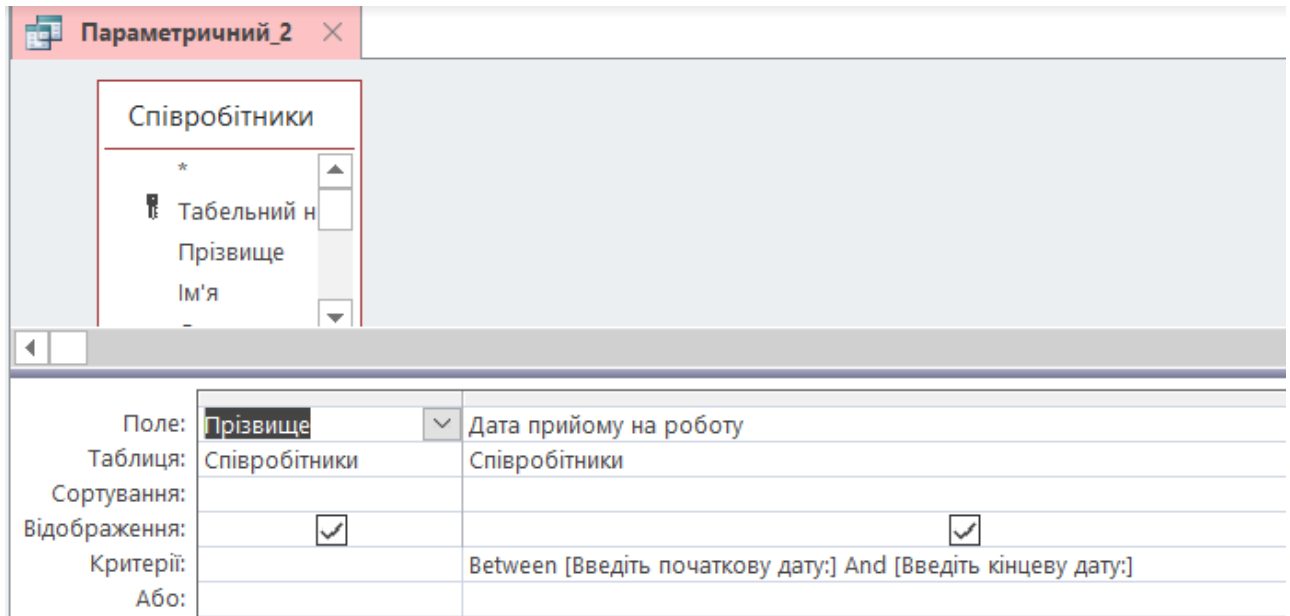 Параметричний_2
Співробітники
*
Табельний н
Прізвище
Ім'я
Поле: Прізвище Дата прийому на роботу
Таблиця: Співробітники Співробітники
Сортування:
Відображення:
Критерії: Between [Введіть початкову дату:] And [Введіть кінцеву дату:]
Або: